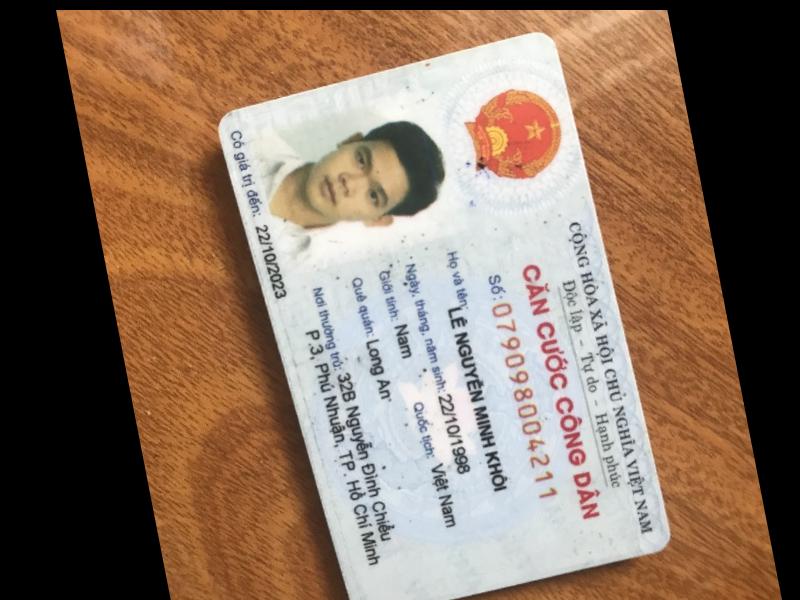 CỘNG HÒA XÃ HỘI CHỦ NGHĨA VIỆT NAM
Độc lập - Tự do - Hạnh phúc
CĂN CƯỚC CÔNG DÂN
Số: 079098004211
Họ và tên: LÊ NGUYỄN MINH KHÔI
Ngày, tháng, năm sinh: 22/10/1998
Giới tính: Nam Quốc tịch: Việt Nam
Quê quán: Long An
Nơi thường trú: 32B Nguyễn Đình Chiểu
P.3, Phú Nhuận, TP. Hồ Chí Minh
Có giá trị đến: 22/10/2023